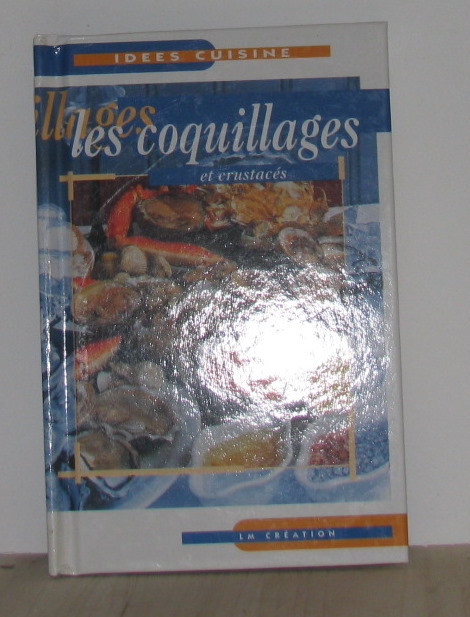 IDEES CUISINE
illages
les coquillages
et crustacés
LM CRÉATION